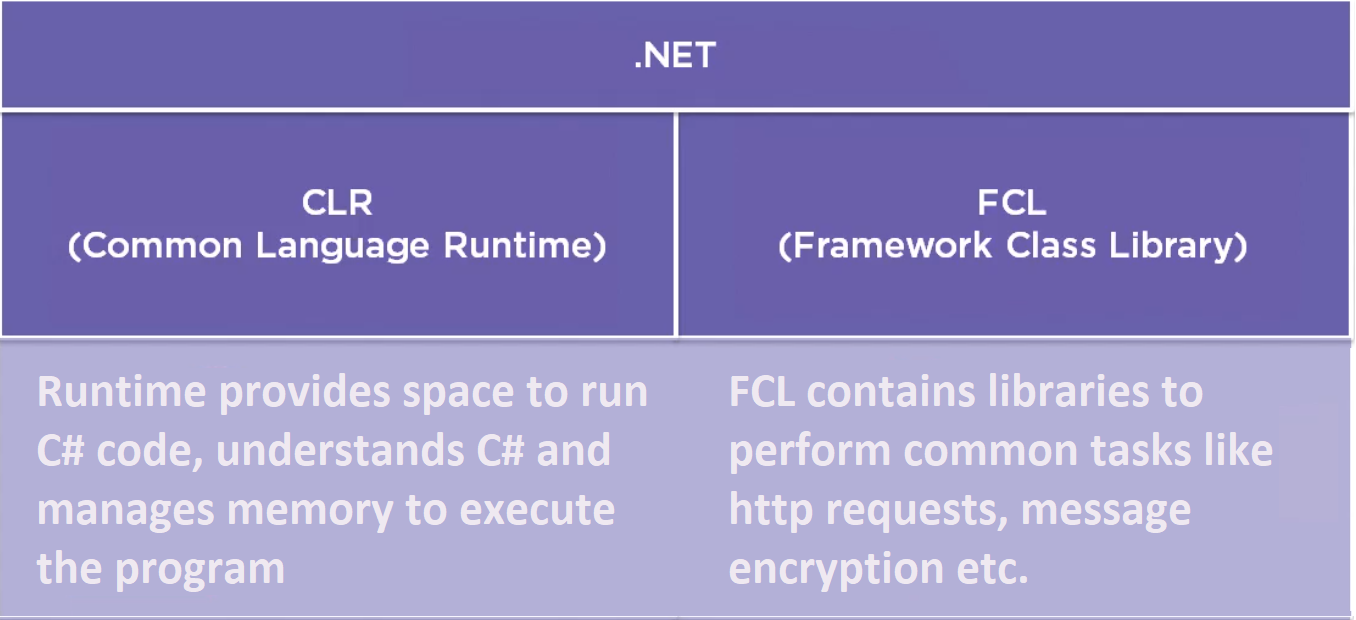 .NET
CLR
(Common Language Runtime)
FCL
(Framework Class Library)
Runtime provides space to run
C# code, understands C# and
manages memory to execute
the program
FCL contains libraries to
perform common tasks like
http requests, message
encryption etc.